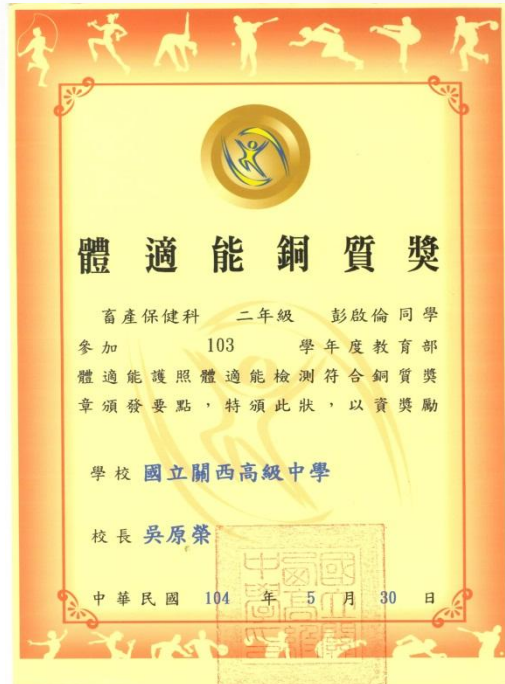 體適能銅質獎
畜產保健科 二年級 彭啟倫同學
參加 103 學年度教育部
體適能護照體適能檢測符合銅質獎
章頒發要點，特頒此狀，以資獎勵
學校 國立關西高級中學
校長 吳原榮
中華民國 104 年 5 月 30 日